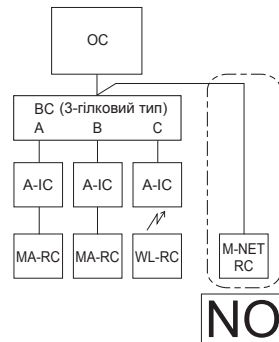 OC
BC (3-гілковий тип)
A B C
A-IC A-IC A-IC
MA-RC MA-RC WL-RC
M-NET
RC
NO